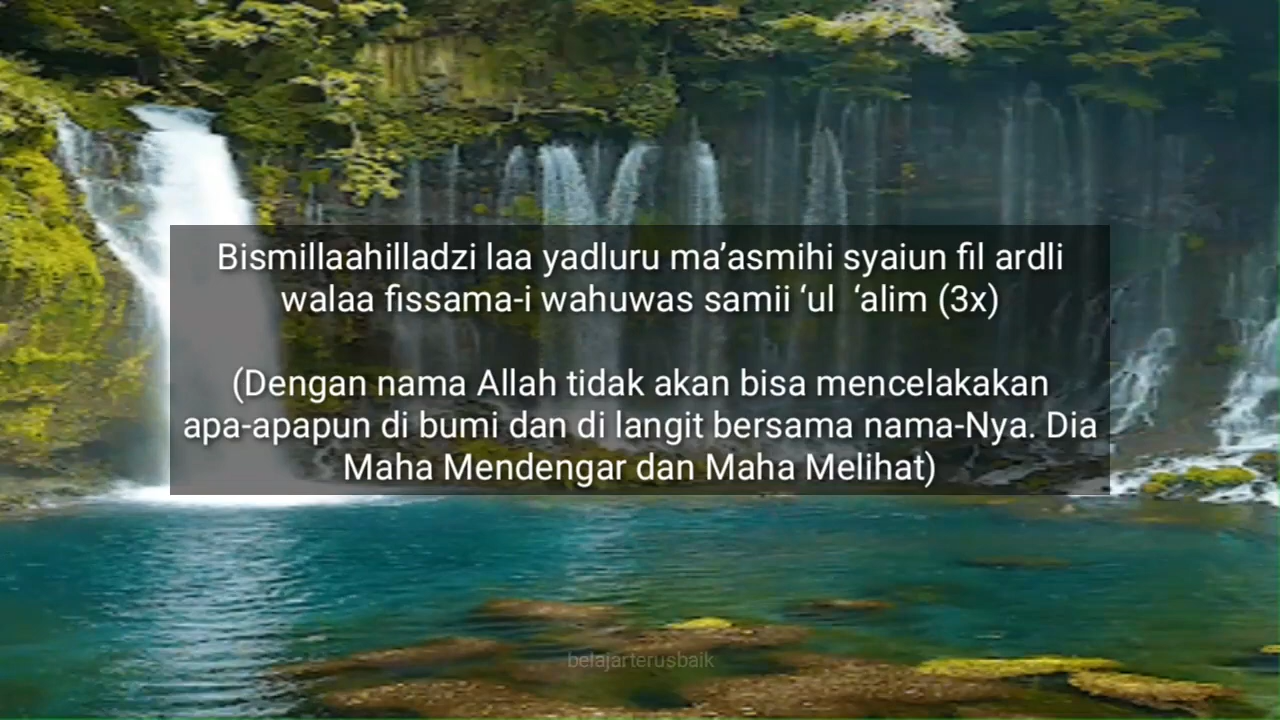 Bismillaahilladzi laa yadluru ma’asmihi syaiun fil ardli
walaa fissama-i wahuwas samii ‘ul  ‘alim (3x)
(Dengan nama Allah tidak akan bisa mencelakakan
apa-apapun di bumi dan di langit bersama nama-Nya. Dia
Maha Mendengar dan Maha Melihat)
belajarterusbaik